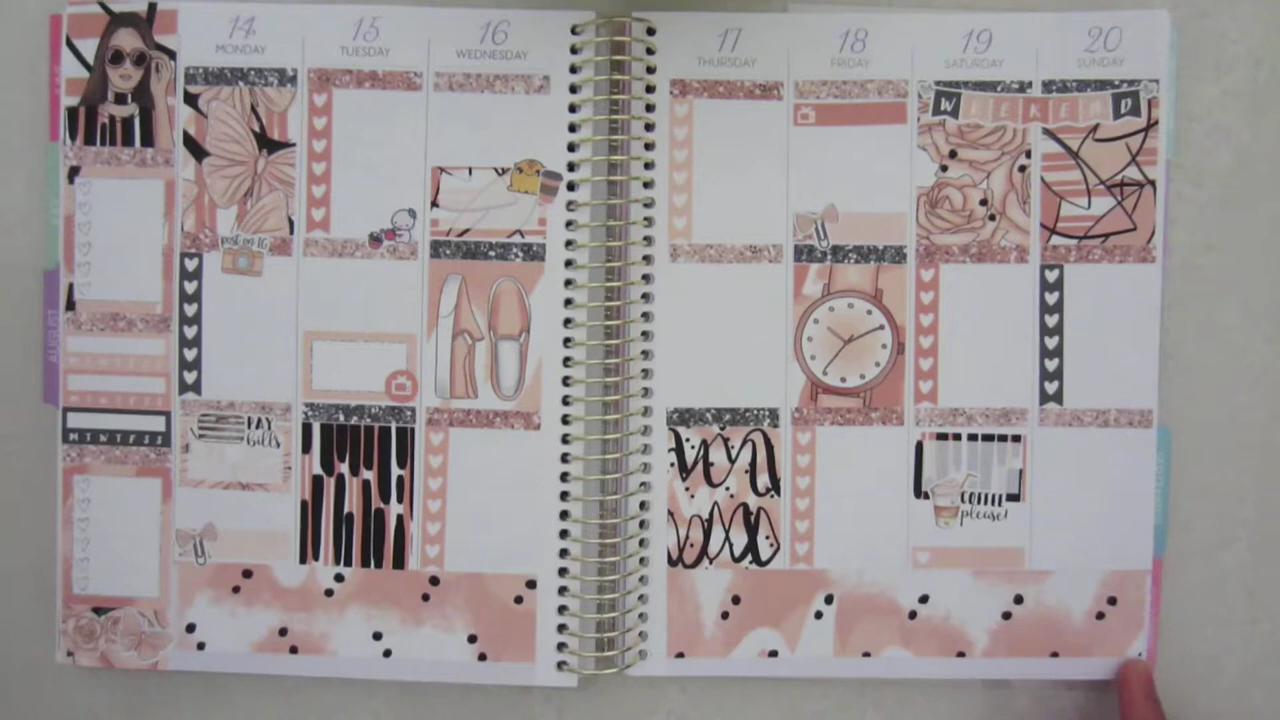 14
MONDAY
15
TUESDAY
16
WEDNESDAY
17
THURSDAY
18
FRIDAY
19
SATURDAY
20
SUNDAY
WEEKEND
post on IG
PAY
bills
COFFEE
please!
AUGUST